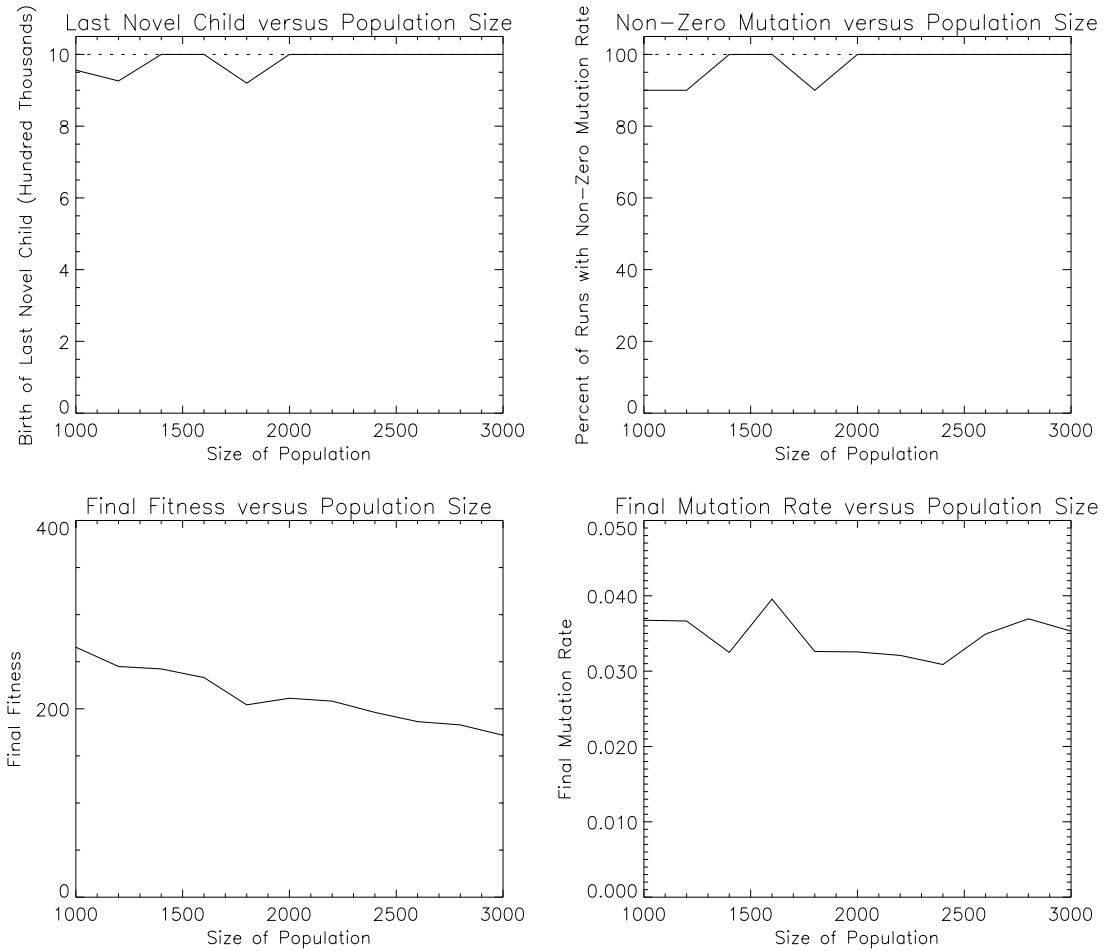 Last Novel Child versus Population Size
Birth of Last Novel Child (Hundred Thousands)
10
8
6
4
2
0
1000 1500 2000 2500 3000
Size of Population
Non-Zero Mutation versus Population Size
Percent of Runs with Non-Zero Mutation Rate
100
80
60
40
20
0
1000 1500 2000 2500 3000
Size of Population
Final Fitness versus Population Size
Final Fitness
400
200
0
1000 1500 2000 2500 3000
Size of Population
Final Mutation Rate versus Population Size
Final Mutation Rate
0.050
0.040
0.030
0.020
0.010
0.000
1000 1500 2000 2500 3000
Size of Population